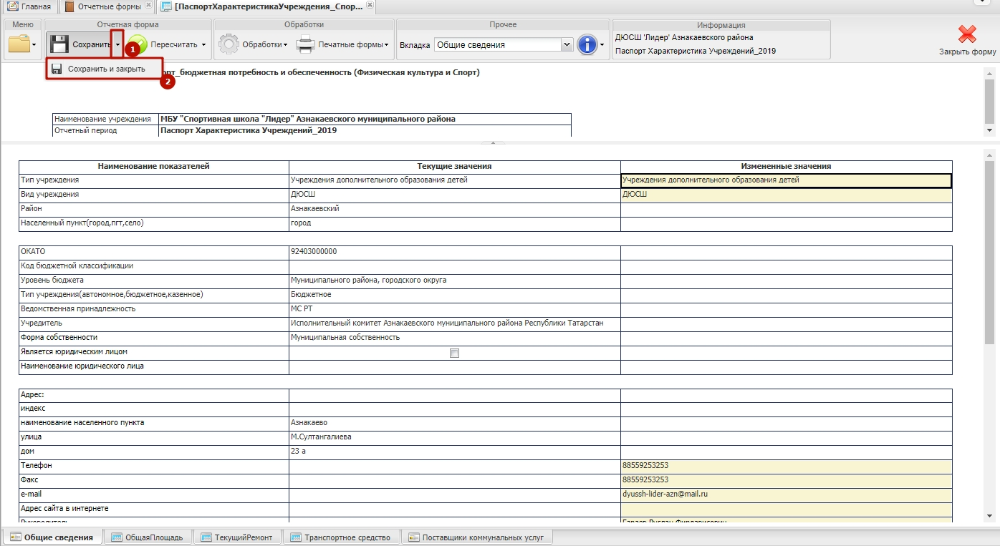 Главная
Отчетные формы
[ПаспортХарактеристикаУчреждения_Спор...
Меню
Отчетная форма
Обработки
Прочее
Информация
Сохранить
1
Пересчитать
Обработки
Печатные формы
Вкладка
Общие сведения
ДЮСШ 'Лидер' Азнакаевского района
Паспорт Характеристика Учреждений_2019
Закрыть форму
Сохранить и закрыть
2
орт_бюджетная потребность и обеспеченность (Физическая культура и Спорт)
Наименование учреждения МБУ "Спортивная школа "Лидер" Азнакаевского муниципального района
Отчетный период Паспорт Характеристика Учреждений_2019
Наименование показателей Текущие значения Измененные значения
Тип учреждения Учреждения дополнительного образования детей Учреждения дополнительного образования детей
Вид учреждения ДЮСШ ДЮСШ
Район Азнакаевский
Населенный пункт(город,пгт,село) город
ОКАТО 92403000000
Код бюджетной классификации
Уровень бюджета Муниципального района, городского округа
Тип учреждения(автономное,бюджетное,казенное) Бюджетное
Ведомственная принадлежность МС РТ
Учредитель Исполнительный комитет Азнакаевского муниципального района Республики Татарстан
Форма собственности Муниципальная собственность
Является юридическим лицом
Наименование юридического лица
Адрес:
индекс
наименование населенного пункта Азнакаево
улица М.Султангалиева
дом 23 а
Телефон 88559253253
Факс 88559253253
e-mail dyussh-lider-azn@mail.ru
Адрес сайта в интернете
Руководитель Гараев Руслан Фирдависович
Общие сведения
ОбщаяПлощадь
ТекущийРемонт
Транспортное средство
Поставщики коммунальных услуг